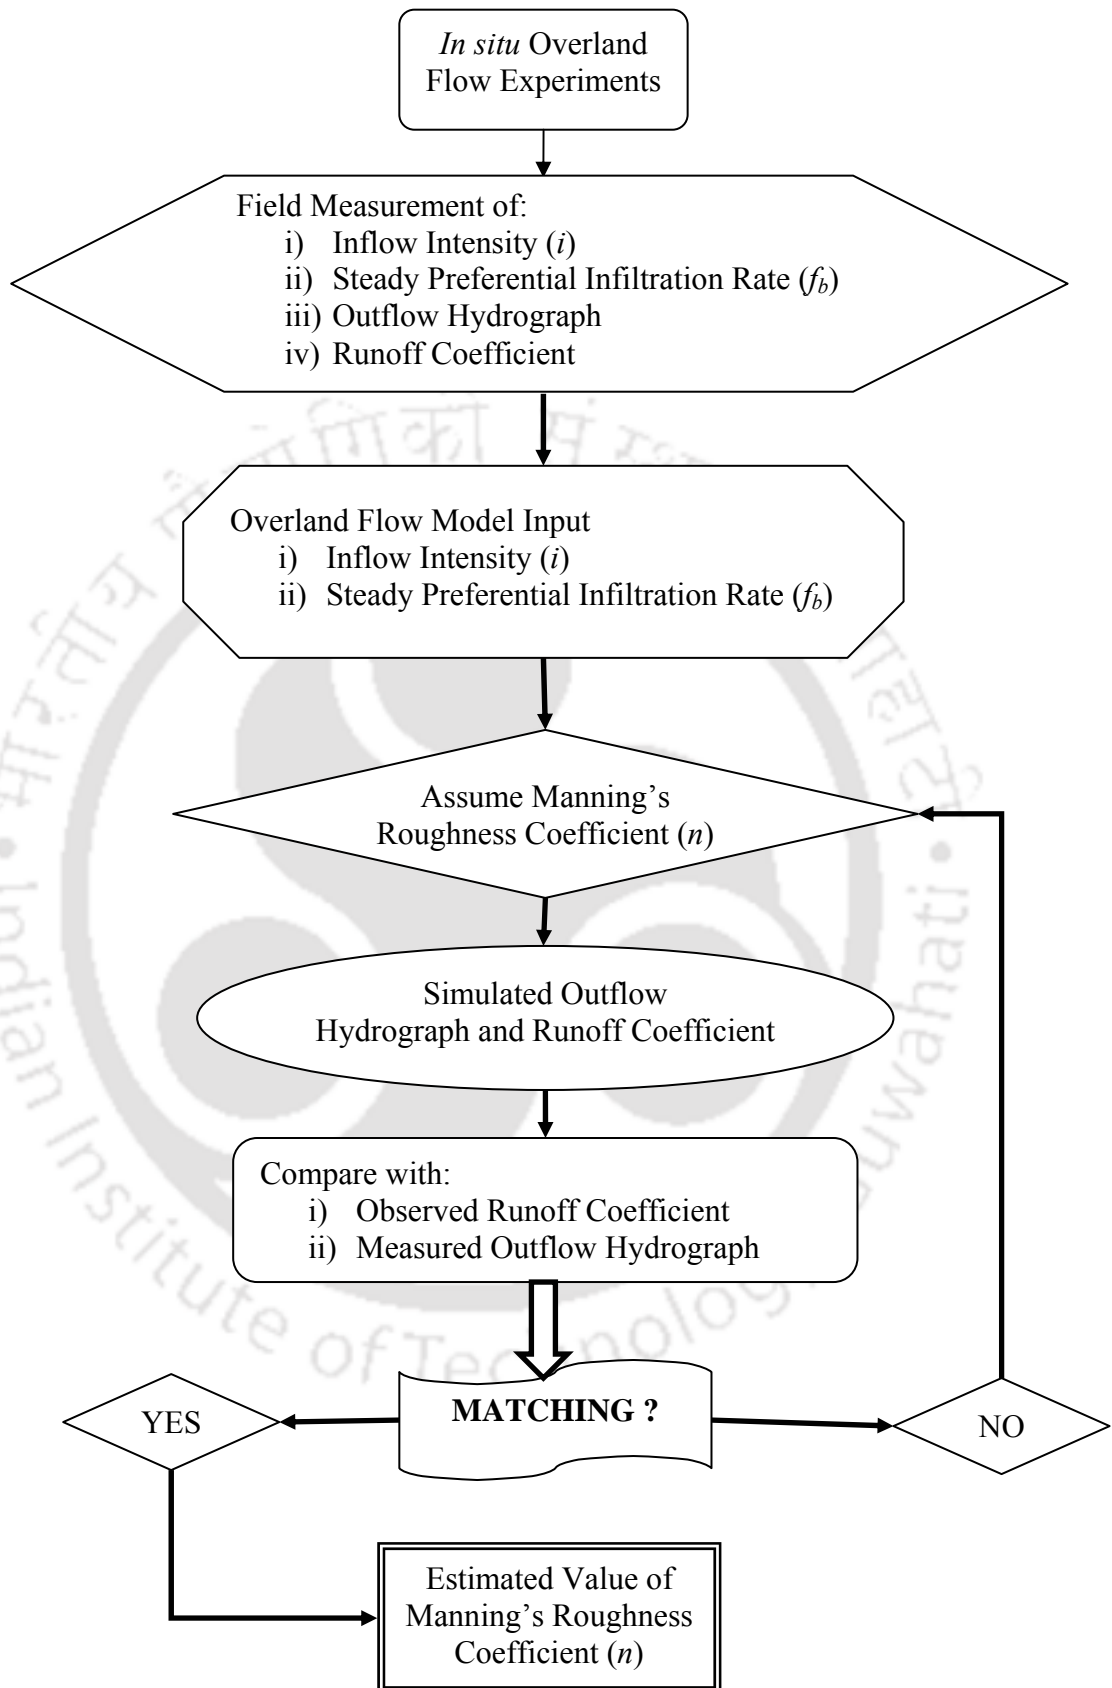 In situ Overland
Flow Experiments
Field Measurement of:
i) Inflow Intensity (i)
ii) Steady Preferential Infiltration Rate (fb)
iii) Outflow Hydrograph
iv) Runoff Coefficient
Overland Flow Model Input
i) Inflow Intensity (i)
ii) Steady Preferential Infiltration Rate (fb)
Assume Manning’s
Roughness Coefficient (n)
Simulated Outflow
Hydrograph and Runoff Coefficient
Compare with:
i) Observed Runoff Coefficient
ii) Measured Outflow Hydrograph
MATCHING ?
YES
NO
Estimated Value of
Manning’s Roughness
Coefficient (n)
Institute of